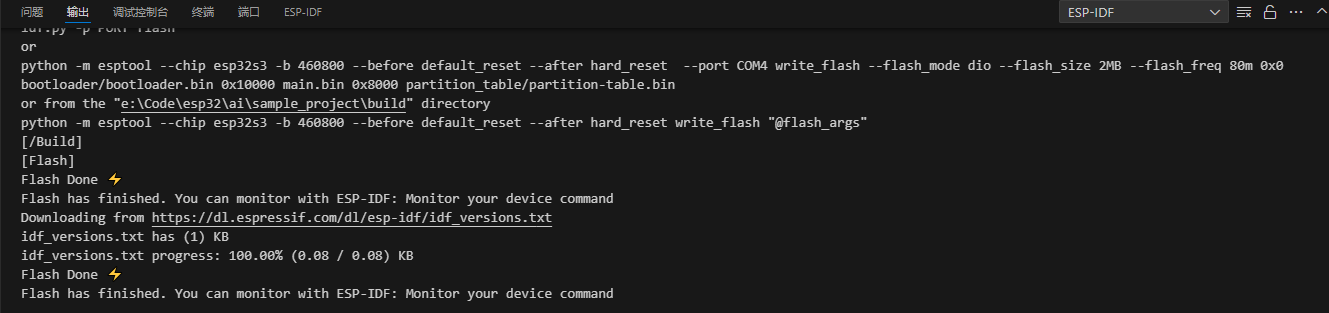 问题 输出 调试控制台 终端 端口 ESP-IDF ESP-IDF
idf.py -p PORT flash
or
python -m esptool --chip esp32s3 -b 460800 --before default_reset --after hard_reset  --port COM4 write_flash --flash_mode dio --flash_size 2MB --flash_freq 80m 0x0
bootloader/bootloader.bin 0x10000 main.bin 0x8000 partition_table/partition-table.bin
or from the "e:\Code\esp32\ai\sample_project\build" directory
python -m esptool --chip esp32s3 -b 460800 --before default_reset --after hard_reset write_flash "@flash_args"
[/Build]
[Flash]
Flash Done ⚡
Flash has finished. You can monitor with ESP-IDF: Monitor your device command
Downloading from https://dl.espressif.com/dl/esp-idf/idf_versions.txt
idf_versions.txt has (1) KB
idf_versions.txt progress: 100.00% (0.08 / 0.08) KB
Flash Done ⚡
Flash has finished. You can monitor with ESP-IDF: Monitor your device command